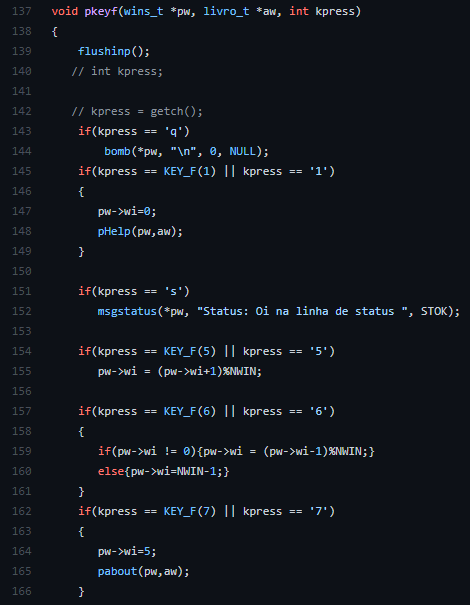 137 void pkeyf(wins_t *pw, livro_t *aw, int kpress)
138 {
139     flushinp();
140    // int kpress;
141
142    // kpress = getch();
143     if(kpress == 'q')
144         bomb(*pw, "\n", 0, NULL);
145     if(kpress == KEY_F(1) || kpress == '1')
146     {
147        pw->wi=0;
148        pHelp(pw,aw);
149     }
150
151     if(kpress == 's')
152        msgstatus(*pw, "Status: Oi na linha de status ", STOK);
153
154     if(kpress == KEY_F(5) || kpress == '5')
155        pw->wi = (pw->wi+1)%NWIN;
156
157     if(kpress == KEY_F(6) || kpress == '6')
158     {
159        if(pw->wi != 0){pw->wi = (pw->wi-1)%NWIN;}
160        else{pw->wi=NWIN-1;}
161     }
162     if(kpress == KEY_F(7) || kpress == '7')
163     {
164        pw->wi=5;
165        pabout(pw,aw);
166     }